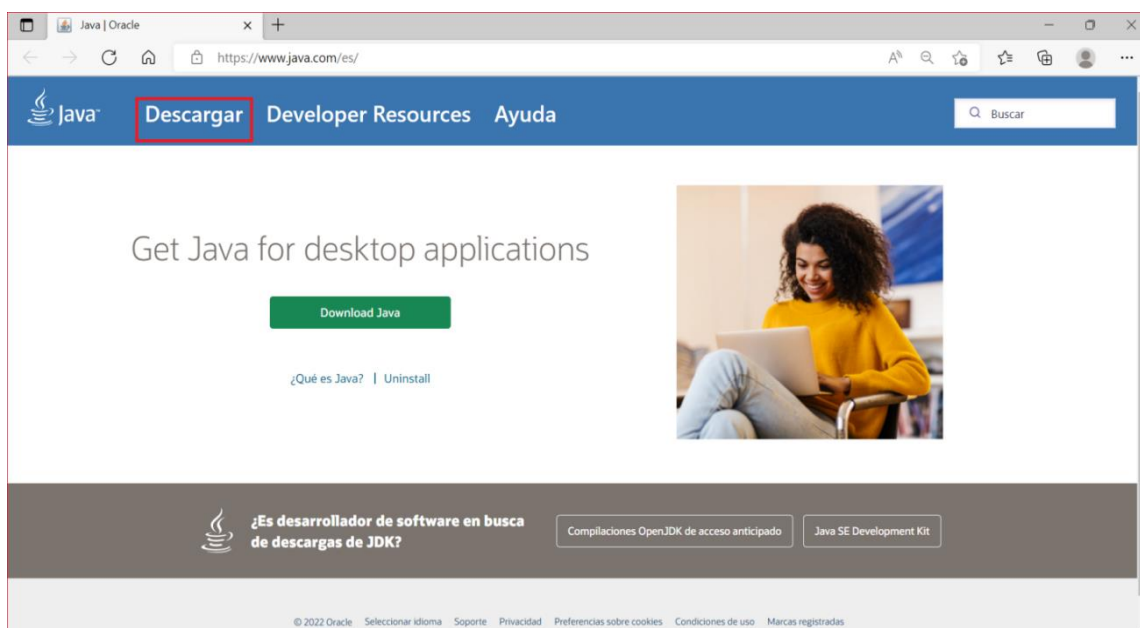 Java | Oracle
https://www.java.com/es/
Java
Descargar Developer Resources Ayuda
Buscar
Get Java for desktop applications
Download Java
¿Qué es Java? | Uninstall
¿Es desarrollador de software en busca
de descargas de JDK?
Compilaciones OpenJDK de acceso anticipado
Java SE Development Kit
© 2022 Oracle Seleccionar idioma Soporte Privacidad Preferencias sobre cookies Condiciones de uso Marcas registradas